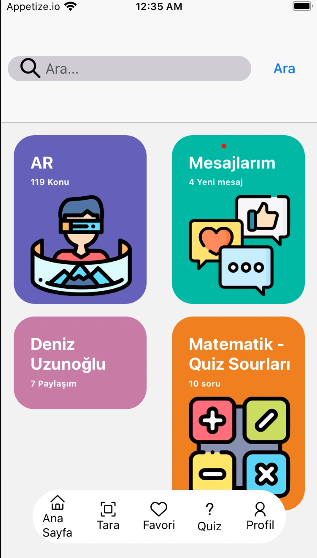 Appetize.io
12:35 AM
Ara...
Ara
AR
119 Konu
Mesajlarım
4 Yeni mesaj
Deniz
Uzunoğlu
7 Paylaşım
Matematik -
Quiz Sourları
10 soru
Ana
Sayfa
Tara
Favori
Quiz
Profil